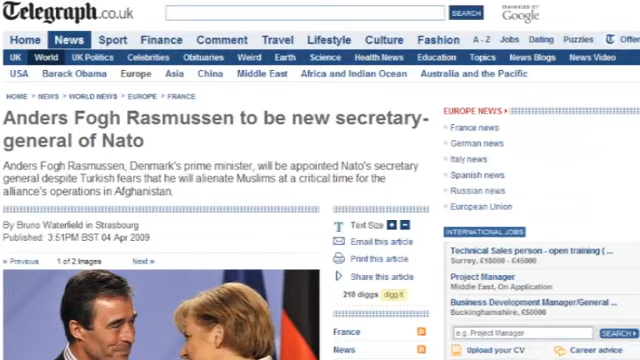 Telegraph.co.uk
SEARCH
ENHANCED BY
Google
Home News Sport Finance Comment Travel Lifestyle Culture Fashion A - Z Jobs Dating Puzzles Offer
UK World UK Politics Celebrities Obituaries Weird Earth Science Health News Education Topics News Blogs News Video
USA Barack Obama Europe Asia China Middle East Africa and Indian Ocean Australia and the Pacific
HOME » NEWS » WORLD NEWS » EUROPE » FRANCE
Anders Fogh Rasmussen to be new secretary-
general of Nato
Anders Fogh Rasmussen, Denmark's prime minister, will be appointed Nato's secretary
general despite Turkish fears that he will alienate Muslims at a critical time for the
alliance's operations in Afghanistan.
By Bruno Waterfield in Strasbourg
Published: 3:51PM BST 04 Apr 2009
« Previous 1 of 2 Images Next »
T Text Size + -
Email this article
Print this article
Share this article
218 diggs digg it
France
News
EUROPE NEWS
France news
German news
Italy news
Spanish news
Russian news
European Union
INTERNATIONAL JOBS
Technical Sales person - open training ( ...
Surrey, £18000 - £45000
Project Manager
Middle East, On Application
Business Development Manager/General ...
Buckinghamshire, £50000
e.g. Project Manager SEARCH
Upload your CV Career advice